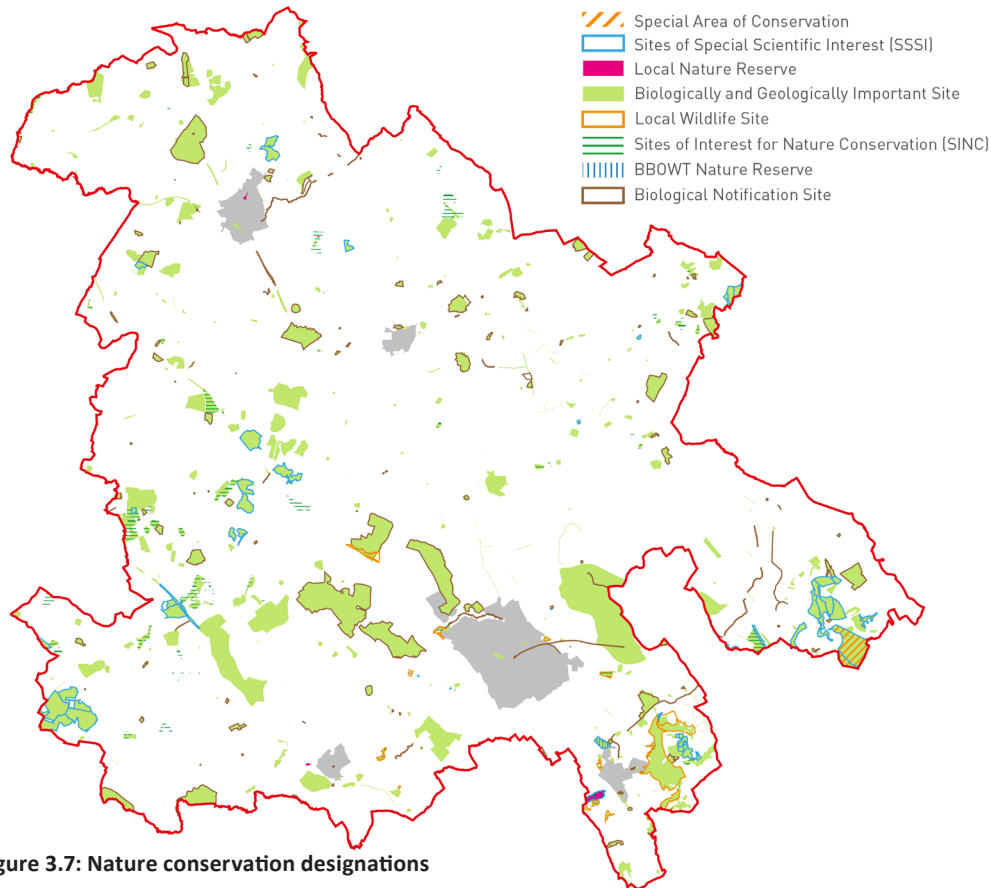 Special Area of Conservation
Sites of Special Scientific Interest (SSSI)
Local Nature Reserve
Biologically and Geologically Important Site
Local Wildlife Site
Sites of Interest for Nature Conservation (SINC)
BBOWT Nature Reserve
Biological Notification Site
gure 3.7: Nature conservation designations